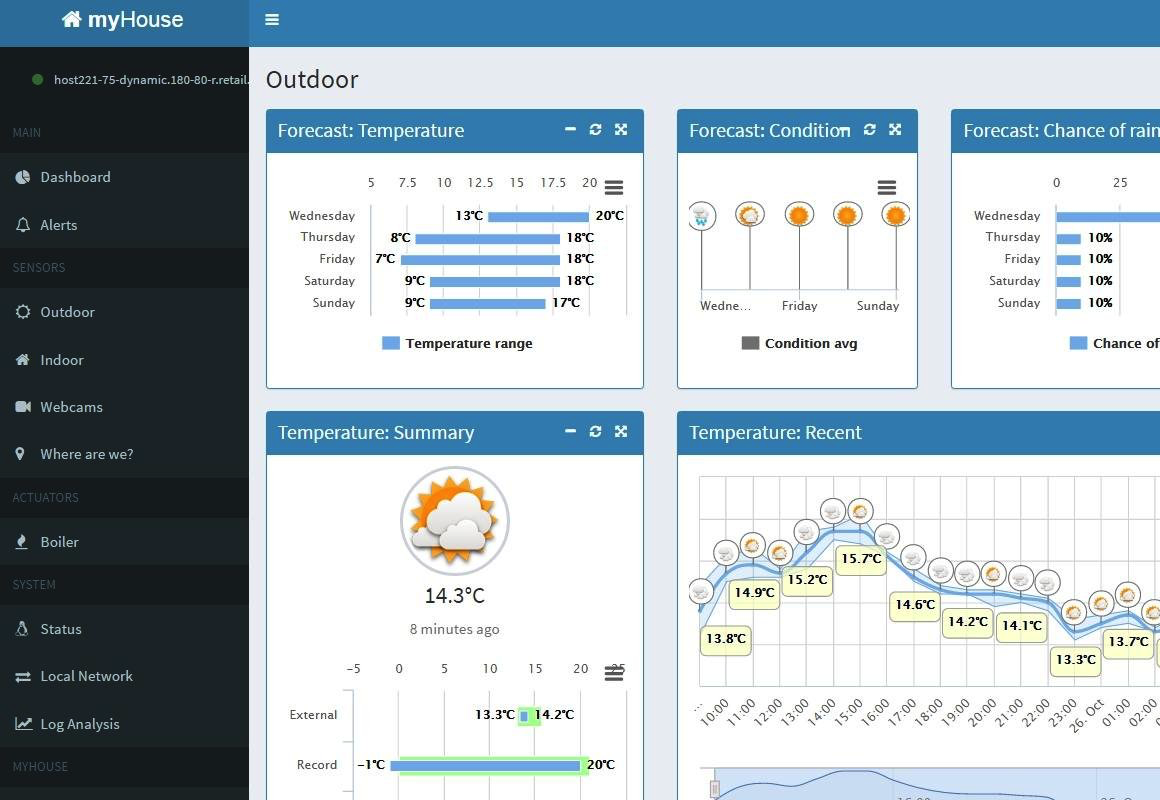 myHouse
host221-75-dynamic.180-80-r.retail.
MAIN
Dashboard
Alerts
SENSORS
Outdoor
Indoor
Webcams
Where are we?
ACTUATORS
Boiler
SYSTEM
Status
Local Network
Log Analysis
MYHOUSE
Outdoor
Forecast: Temperature
5 7.5 10 12.5 15 17.5 20
Wednesday 13°C 20°C
Thursday 8°C 18°C
Friday 7°C 18°C
Saturday 9°C 18°C
Sunday 9°C 17°C
Temperature range
Forecast: Condition
Wedne... Friday Sunday
Condition avg
Forecast: Chance of rain
0 25
Wednesday
Thursday 10%
Friday 10%
Saturday 10%
Sunday 10%
Chance of
Temperature: Summary
14.3°C
8 minutes ago
−5 0 5 10 15 20 25
External 13.3°C 14.2°C
Record −1°C 20°C
Temperature: Recent
13.8°C 14.9°C 15.2°C 15.7°C 14.6°C 14.2°C 14.1°C 13.3°C 13.7°C
... 10:00 11:00 12:00 13:00 14:00 15:00 16:00 17:00 18:00 19:00 20:00 21:00 22:00 23:00 26. Oct 01:00 02:00